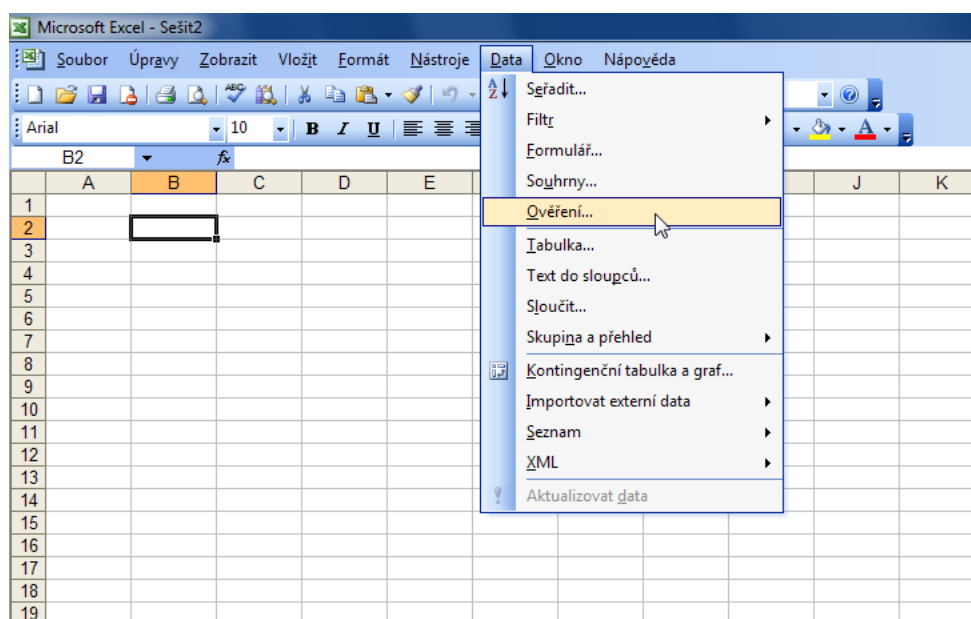 Microsoft Excel - Sešit2
Soubor Úpravy Zobrazit Vložit Formát Nástroje Data Okno Nápověda
ABC
Arial 10 B I U A
B2 fx
A B C D E J K
1
2
3
4
5
6
7
8
9
10
11
12
13
14
15
16
17
18
19
Seřadit...
Filtr
Formulář...
Souhrny...
Ověření...
Tabulka...
Text do sloupců...
Sloučit...
Skupina a přehled
Kontingenční tabulka a graf...
Importovat externí data
Seznam
XML
Aktualizovat data